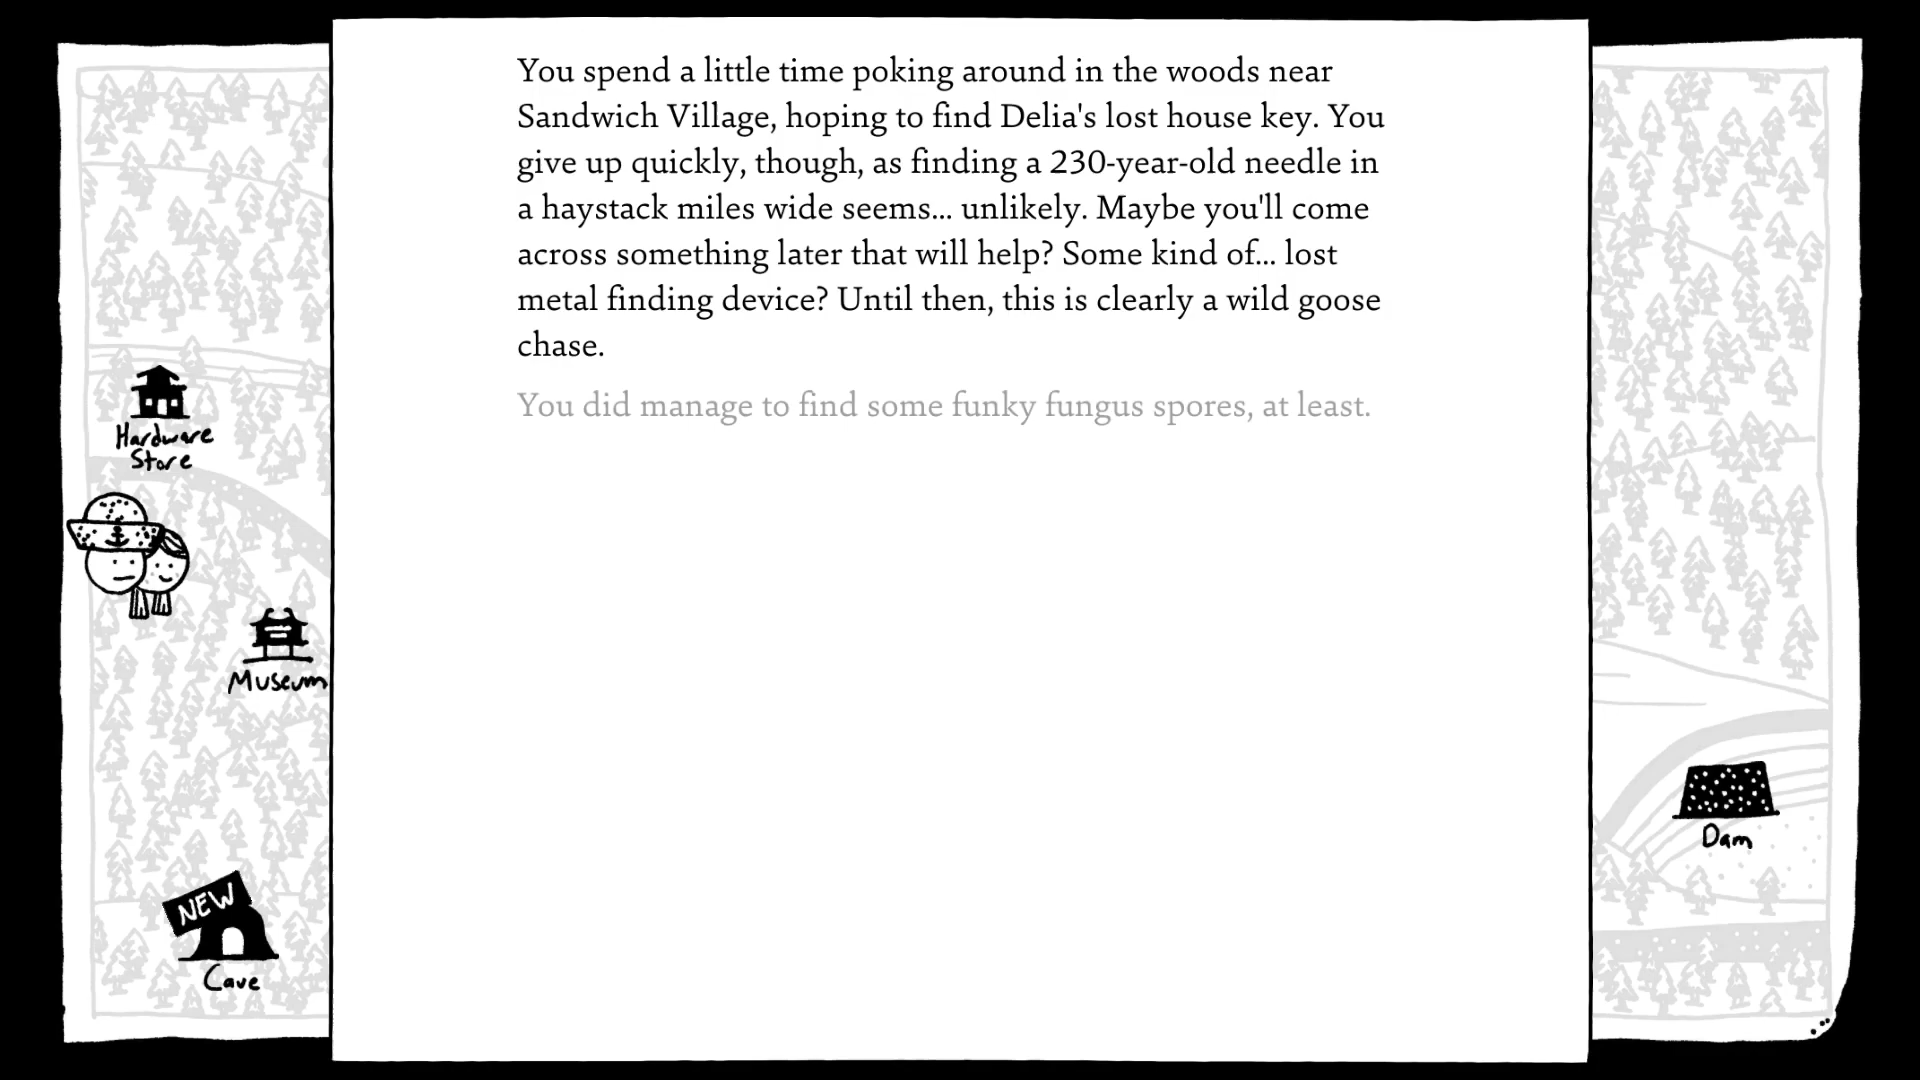 You spend a little time poking around in the woods near
Sandwich Village, hoping to find Delia's lost house key. You
give up quickly, though, as finding a 230-year-old needle in
a haystack miles wide seems... unlikely. Maybe you'll come
across something later that will help? Some kind of... lost
metal finding device? Until then, this is clearly a wild goose
chase.
You did manage to find some funky fungus spores, at least.
Hardware
Store
Museum
NEW
Cave
Dam